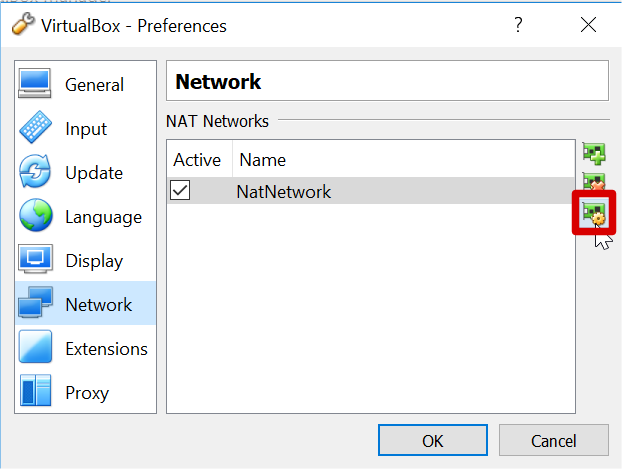 VirtualBox - Preferences
?
General
Input
Update
Language
Display
Network
Extensions
Proxy
Network
NAT Networks
Active Name
NatNetwork
OK Cancel